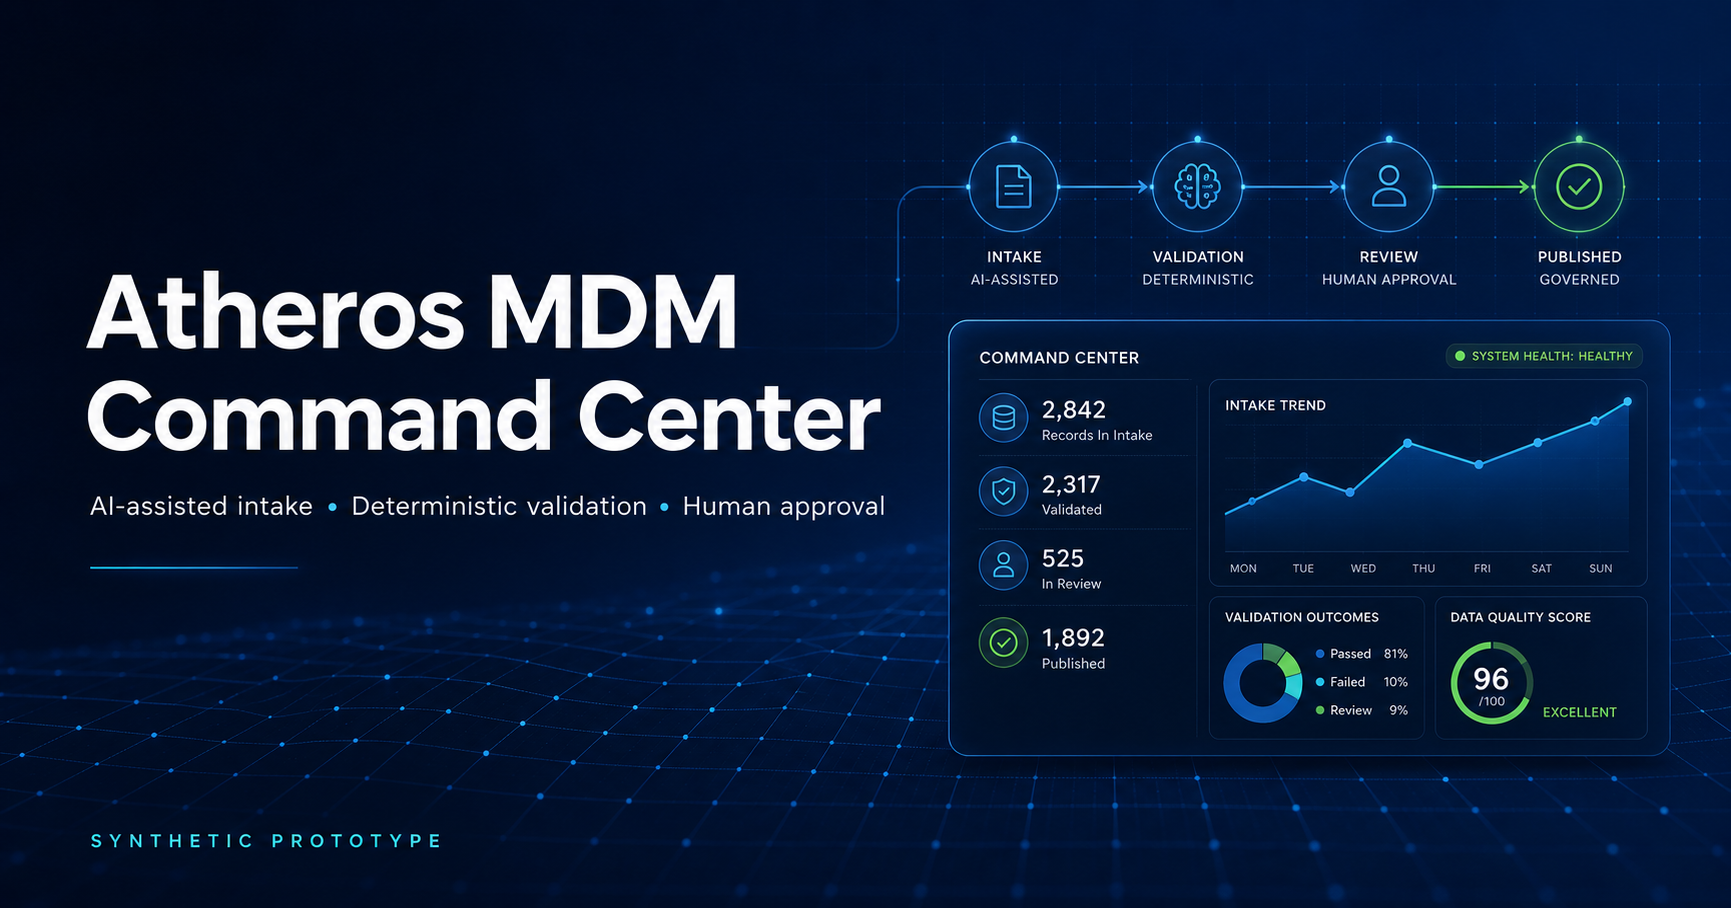 Atheros MDM
Command Center
AI-assisted intake • Deterministic validation • Human approval
SYNTHETIC PROTOTYPE
INTAKE
AI-ASSISTED
VALIDATION
DETERMINISTIC
REVIEW
HUMAN APPROVAL
PUBLISHED
GOVERNED
COMMAND CENTER
SYSTEM HEALTH: HEALTHY
2,842
Records In Intake
2,317
Validated
525
In Review
1,892
Published
INTAKE TREND
MON TUE WED THU FRI SAT SUN
VALIDATION OUTCOMES
Passed 81%
Failed 10%
Review 9%
DATA QUALITY SCORE
96
/100
EXCELLENT